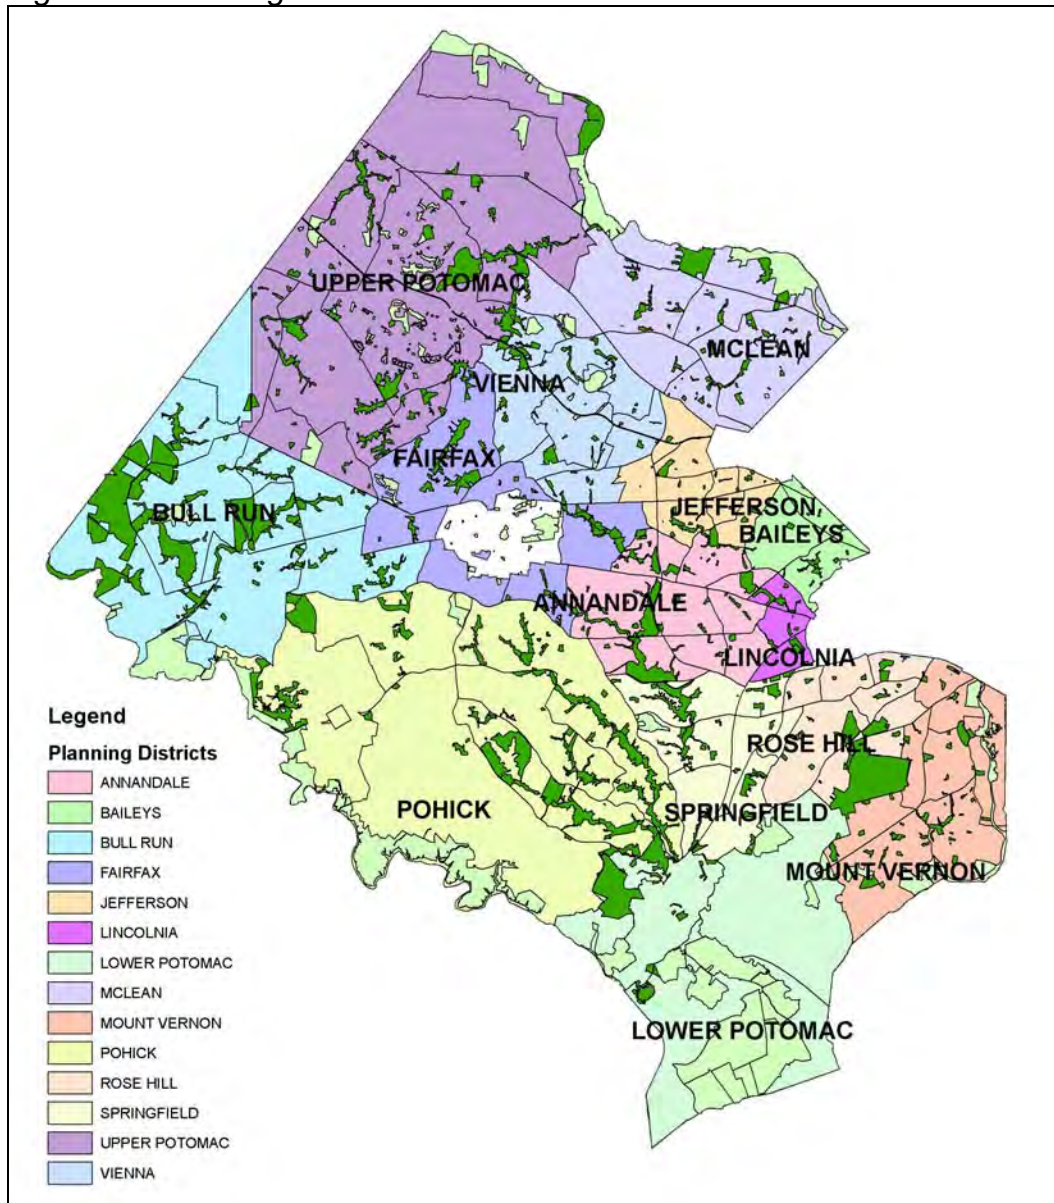 UPPER POTOMAC
MCLEAN
VIENNA
FAIRFAX
JEFFERSON
BULL RUN
BAILEYS
ANNANDALE
LINCOLNIA
ROSE HILL
POHICK
SPRINGFIELD
MOUNT VERNON
LOWER POTOMAC
Legend
Planning Districts
ANNANDALE
BAILEYS
BULL RUN
FAIRFAX
JEFFERSON
LINCOLNIA
LOWER POTOMAC
MCLEAN
MOUNT VERNON
POHICK
ROSE HILL
SPRINGFIELD
UPPER POTOMAC
VIENNA